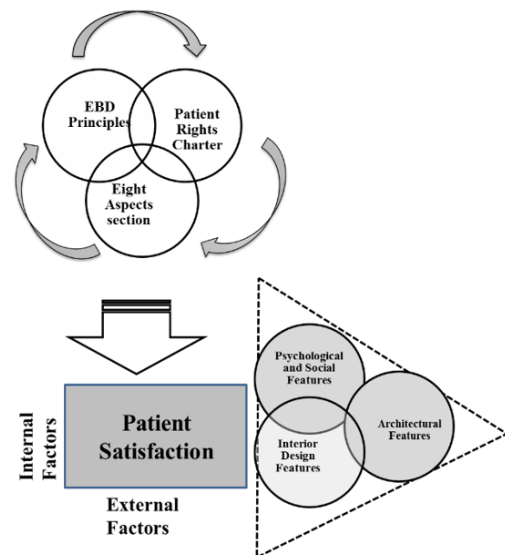 EBD
Principles
Patient
Rights
Charter
Eight
Aspects
section
Psychological
and Social
Features
Architectural
Features
Interior
Design
Features
Patient
Satisfaction
Internal
Factors
External
Factors